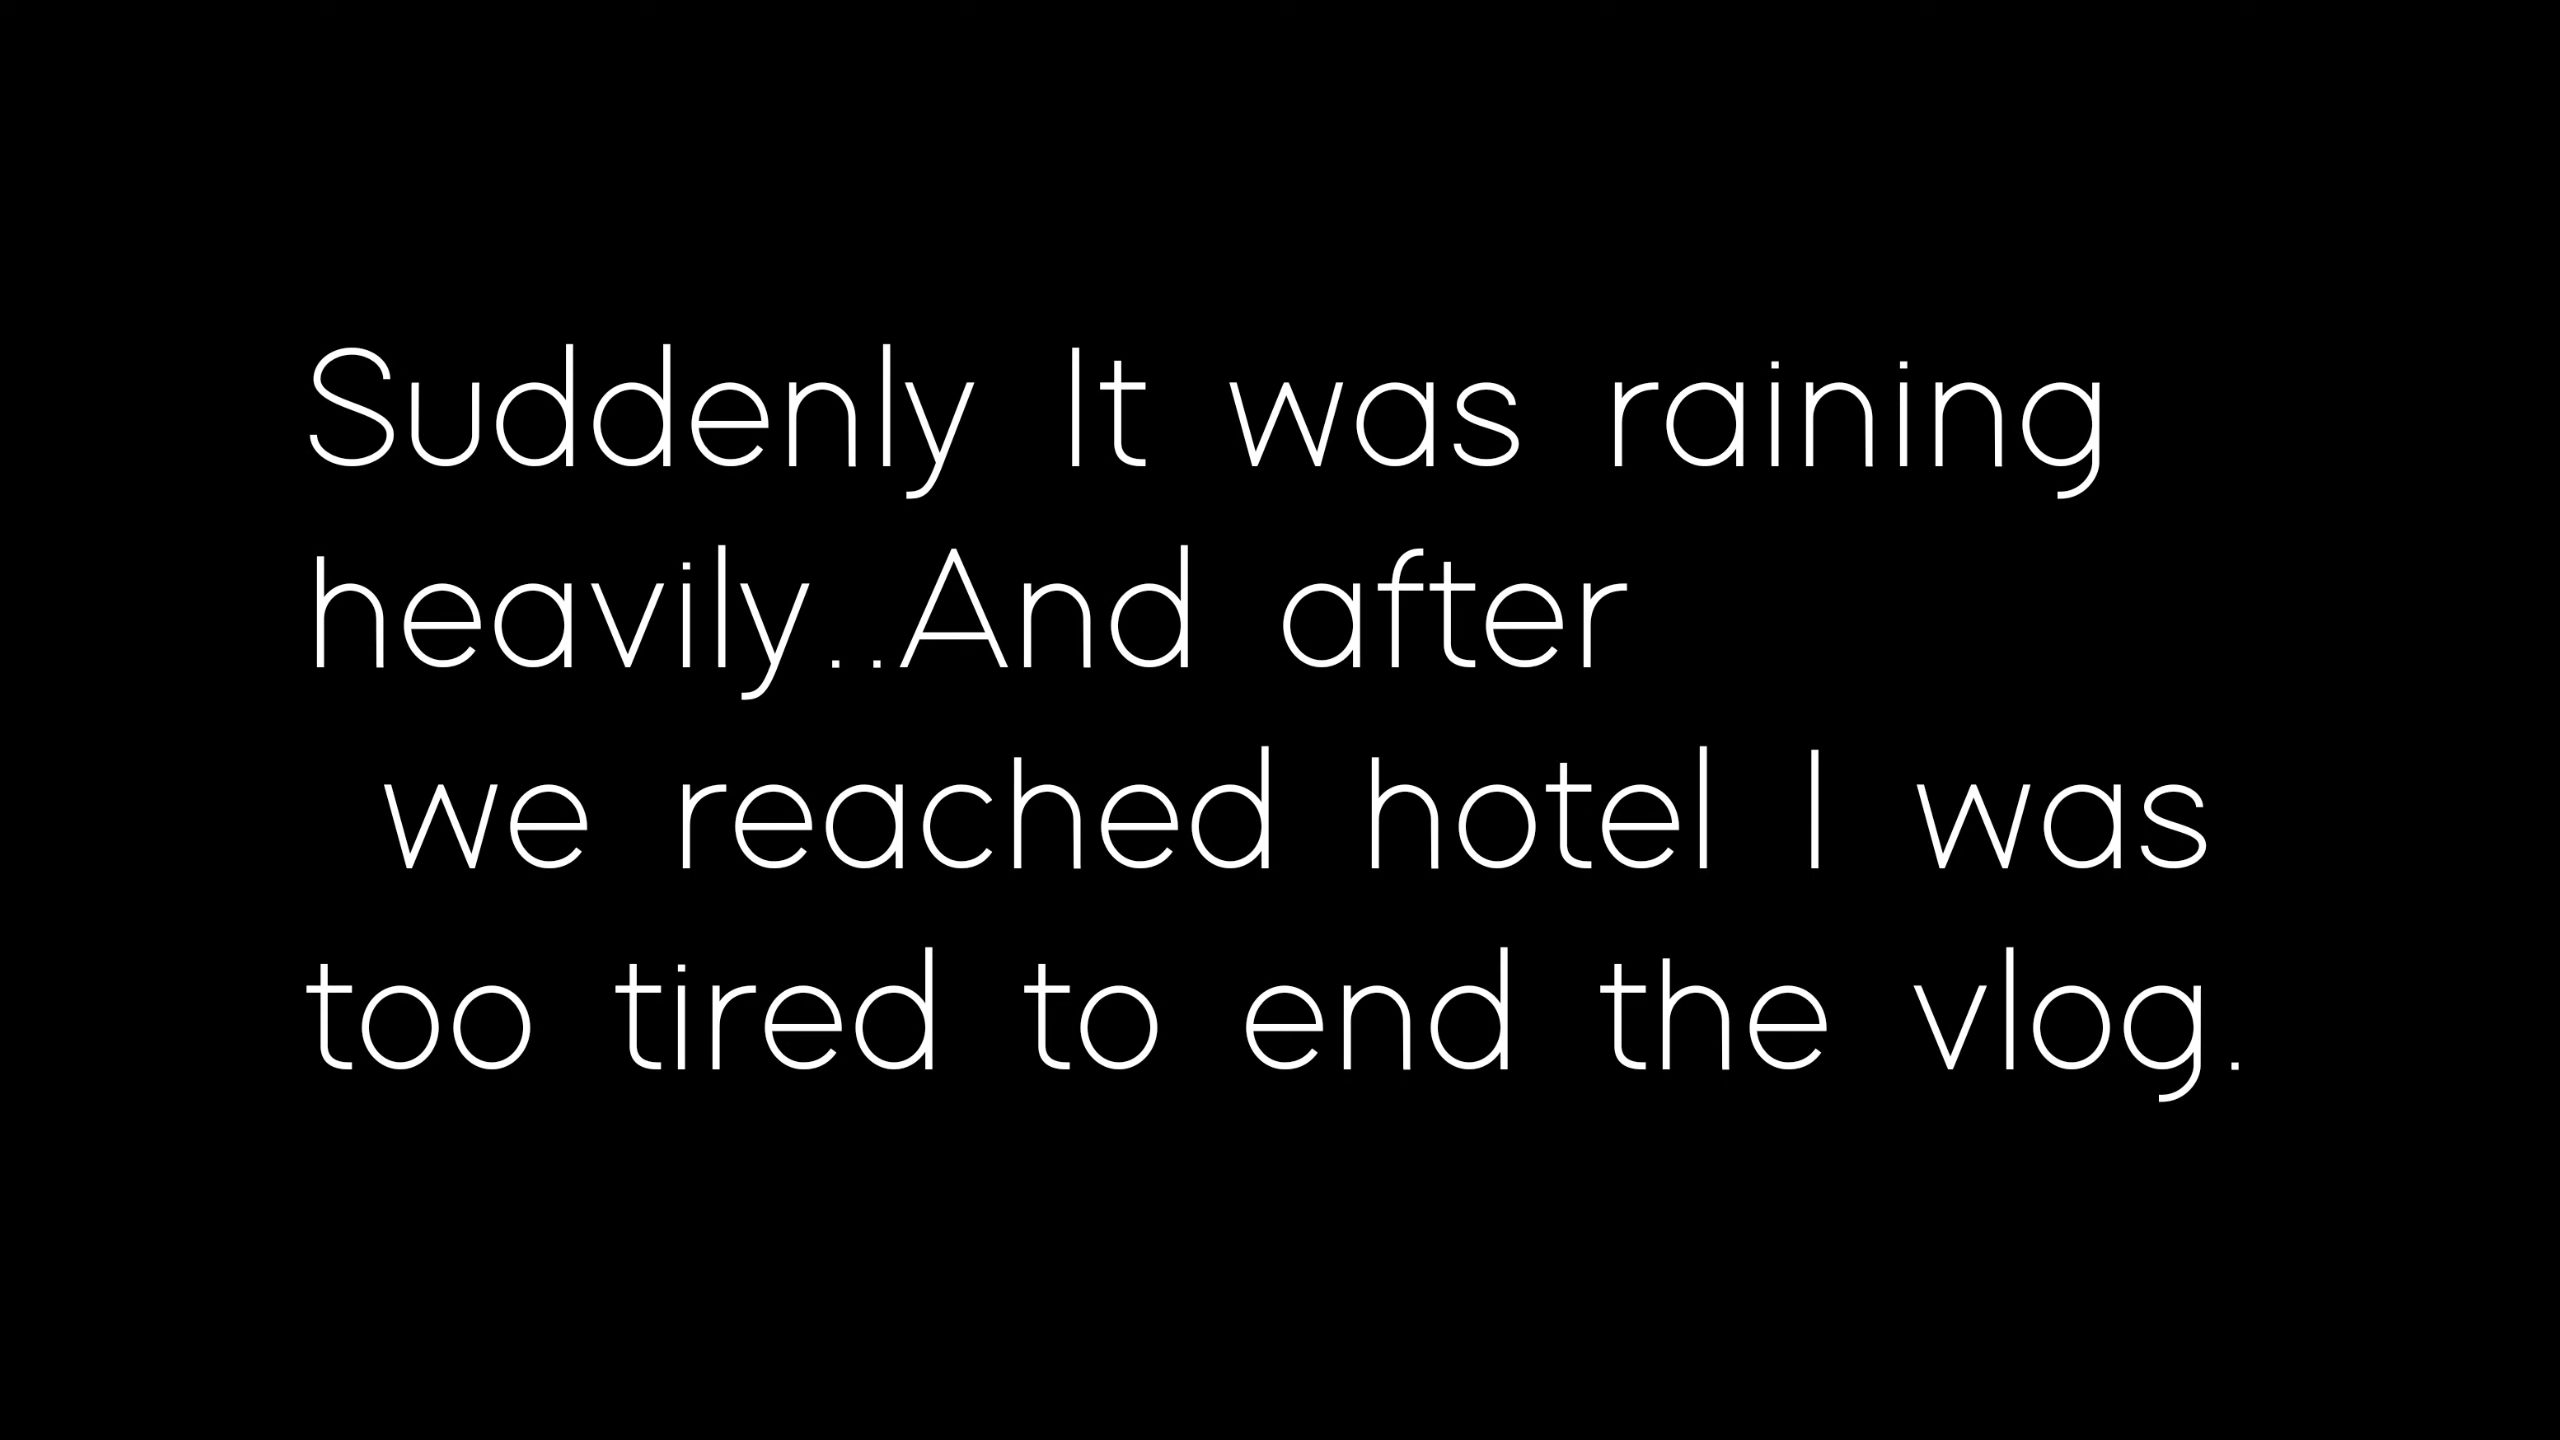 Suddenly It was raining
heavily..And after
we reached hotel I was
too tired to end the vlog.